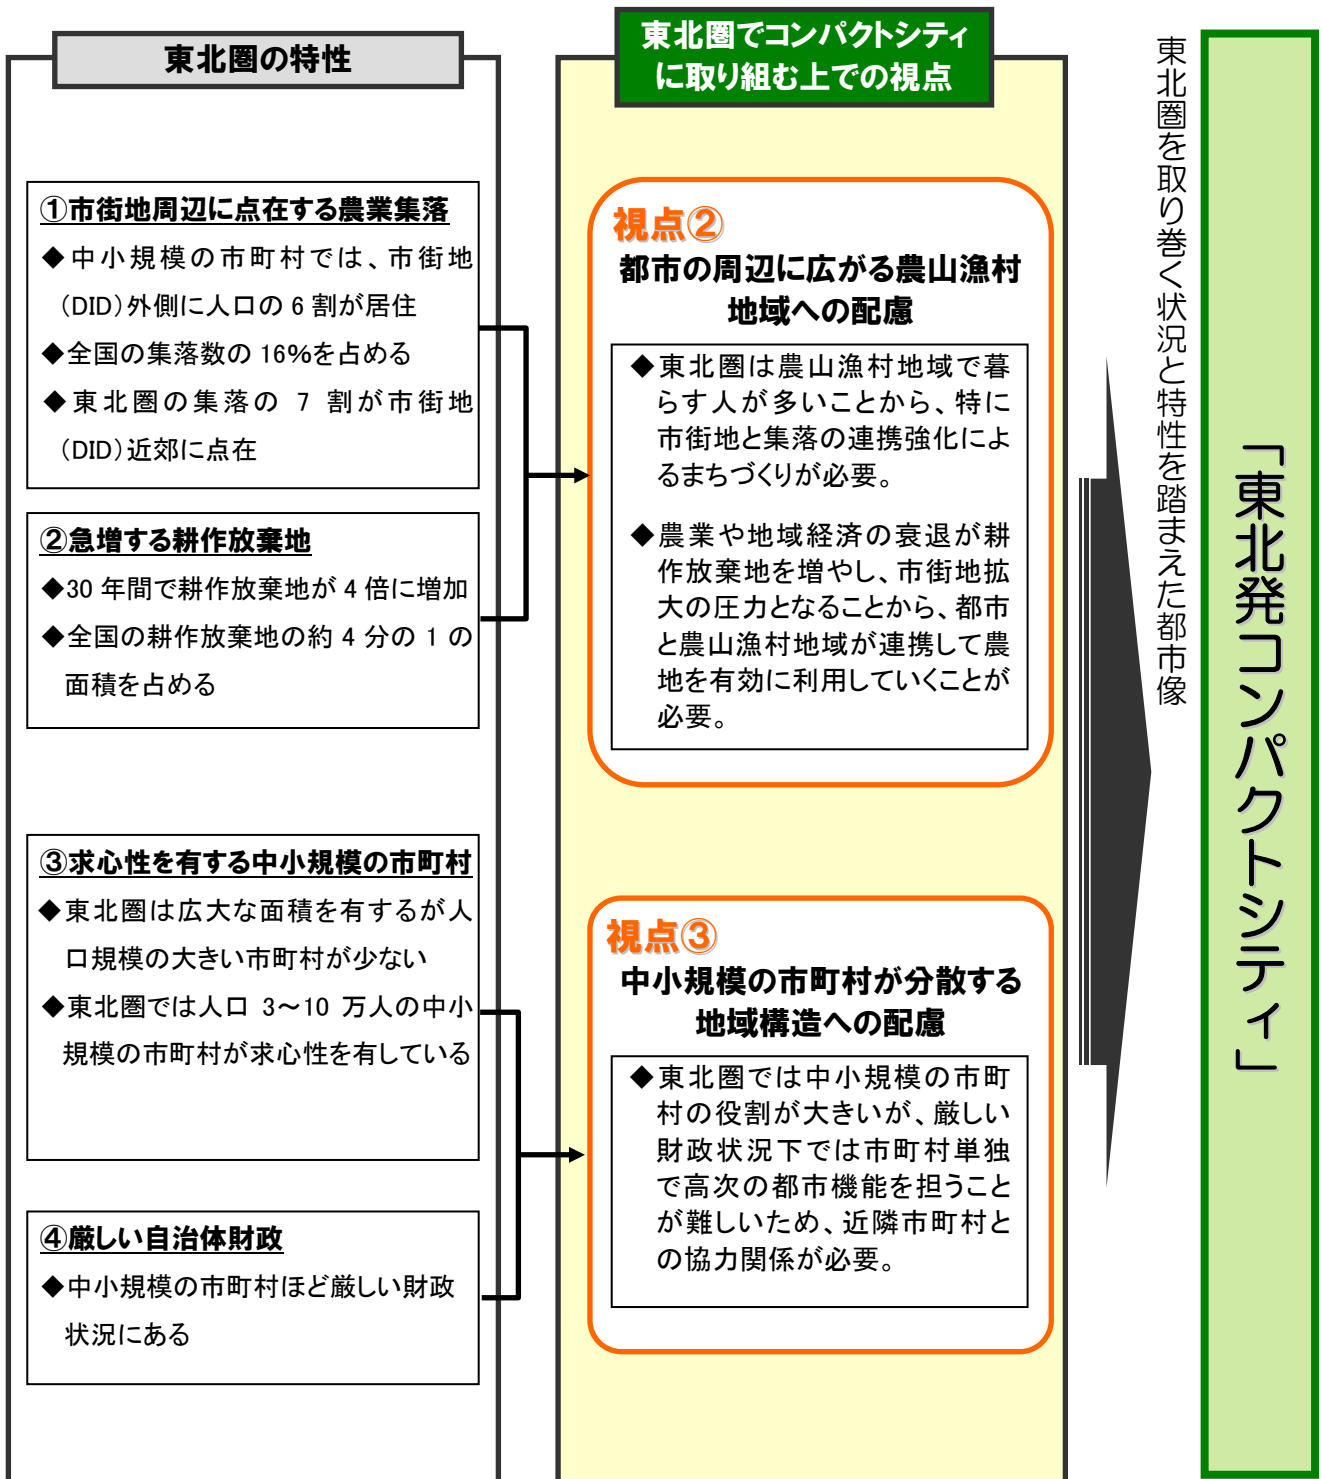 東北圏の特性
①市街地周辺に点在する農業集落
◆中小規模の市町村では、市街地
（DID）外側に人口の 6 割が居住
◆全国の集落数の 16%を占める
◆東北圏の集落の 7 割が市街地
（DID）近郊に点在
②急増する耕作放棄地
◆30 年間で耕作放棄地が 4 倍に増加
◆全国の耕作放棄地の約 4 分の 1 の
面積を占める
③求心性を有する中小規模の市町村
◆東北圏は広大な面積を有するが人
口規模の大きい市町村が少ない
◆東北圏では人口 3～10 万人の中小
規模の市町村が求心性を有している
④厳しい自治体財政
◆中小規模の市町村ほど厳しい財政
状況にある
東北圏でコンパクトシティ
に取り組む上での視点
視点②
都市の周辺に広がる農山漁村
地域への配慮
◆東北圏は農山漁村地域で暮
らす人が多いことから、特に
市街地と集落の連携強化によ
るまちづくりが必要。
◆農業や地域経済の衰退が耕
作放棄地を増やし、市街地拡
大の圧力となることから、都市
と農山漁村地域が連携して農
地を有効に利用していくことが
必要。
視点③
中小規模の市町村が分散する
地域構造への配慮
◆東北圏では中小規模の市町
村の役割が大きいが、厳しい
財政状況下では市町村単独
で高次の都市機能を担うこと
が難しいため、近隣市町村と
の協力関係が必要。
東北圏を取り巻く状況と特性を踏まえた都市像
「東北発コンパクトシティ」